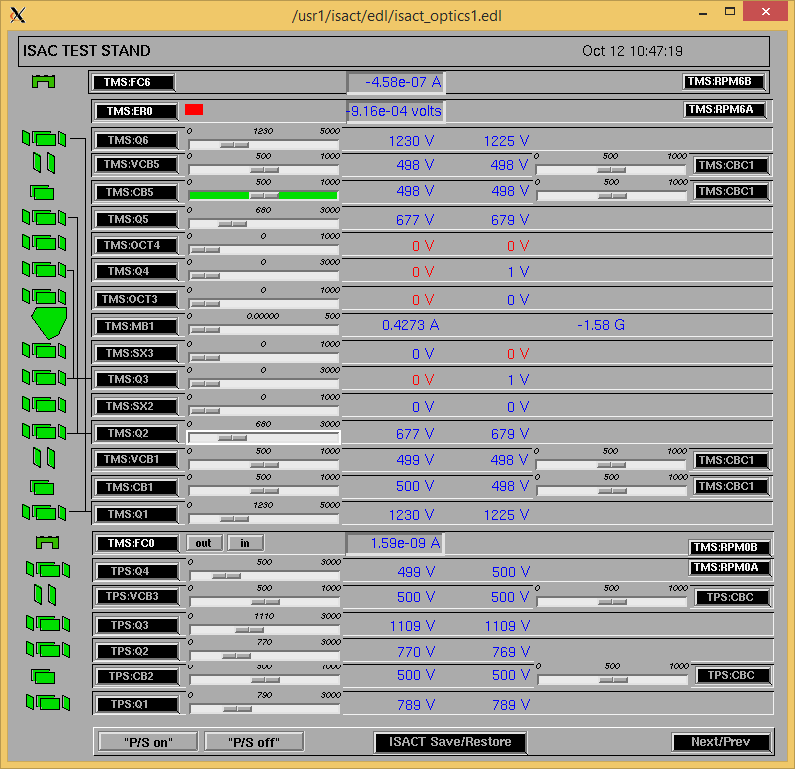 /usr1/isact/edl/isact_optics1.edl
ISAC TEST STAND Oct 12 10:47:19
TMS:FC6 -4.58e-07 A TMS:RPM6B
TMS:ER0 -9.16e-04 volts TMS:RPM6A
TMS:Q6 0 1230 5000 1230 V 1225 V
TMS:VCB5 0 500 1000 498 V 498 V 0 500 1000 TMS:CBC1
TMS:CB5 0 500 1000 498 V 498 V 0 500 1000 TMS:CBC1
TMS:Q5 0 680 3000 677 V 679 V
TMS:OCT4 0 0 1000 0 V 0 V
TMS:Q4 0 0 3000 0 V 1 V
TMS:OCT3 0 0 1000 0 V 0 V
TMS:MB1 0 0.00000 500 0.4273 A -1.58 G
TMS:SX3 0 0 1000 0 V 0 V
TMS:Q3 0 0 3000 0 V 1 V
TMS:SX2 0 0 1000 0 V 0 V
TMS:Q2 0 680 3000 677 V 679 V
TMS:VCB1 0 500 1000 499 V 498 V 0 500 1000 TMS:CBC1
TMS:CB1 0 500 1000 500 V 498 V 0 500 1000 TMS:CBC1
TMS:Q1 0 1230 5000 1230 V 1225 V
TMS:FC0 out in 1.59e-09 A TMS:RPM0B
TPS:Q4 0 500 3000 499 V 500 V TMS:RPM0A
TPS:VCB3 0 500 1000 500 V 500 V 0 500 1000 TPS:CBC
TPS:Q3 0 1110 3000 1109 V 1109 V
TPS:Q2 0 770 3000 770 V 769 V
TPS:CB2 0 500 1000 500 V 500 V 0 500 1000 TPS:CBC
TPS:Q1 0 790 3000 789 V 789 V
"P/S on" "P/S off" ISACT Save/Restore Next/Prev